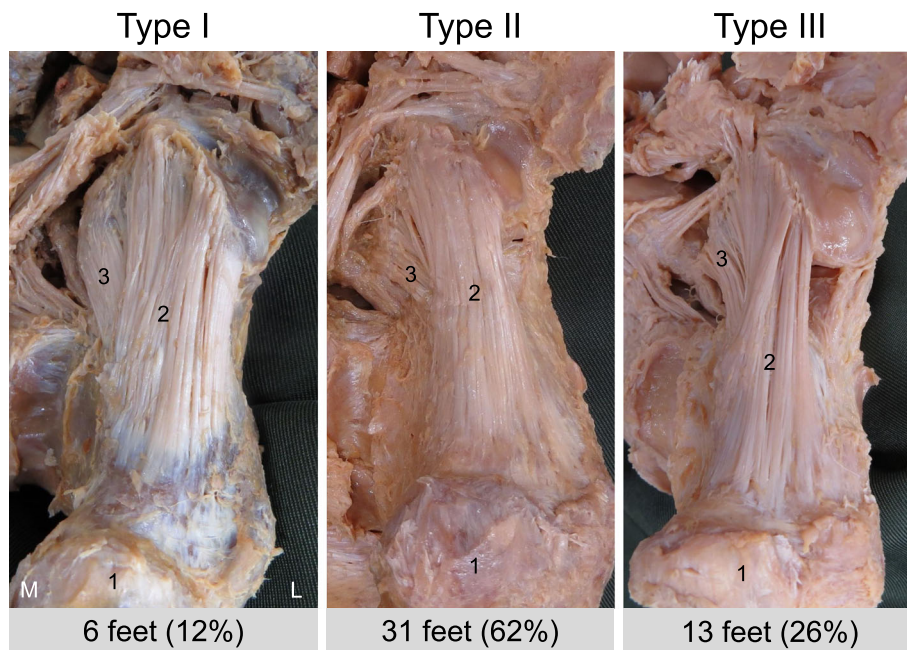 Type I
Type II
Type III
3
2
1
M
L
3
2
1
3
2
1
6 feet (12%)
31 feet (62%)
13 feet (26%)